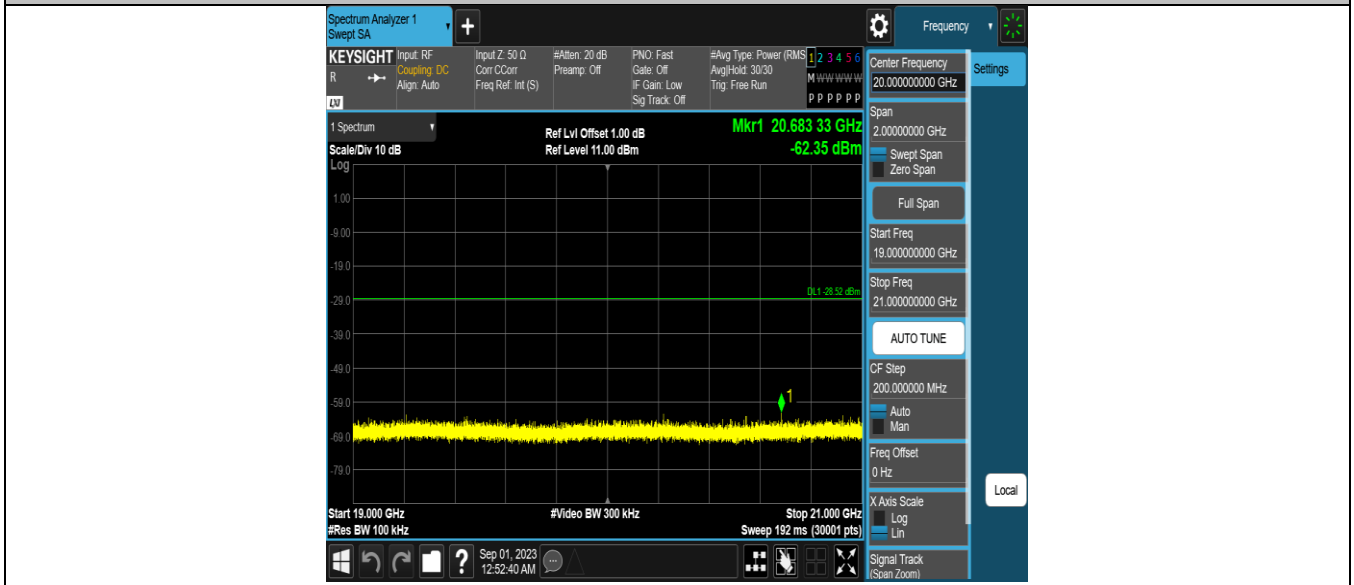 Spectrum Analyzer 1
Swept SA
Frequency
KEYSIGHT
R
LXI
Input: RF
Coupling: DC
Align: Auto
Input Z: 50 Ω
Corr CCorr
Freq Ref: Int (S)
#Atten: 20 dB
Preamp: Off
PNO: Fast
Gate: Off
IF Gain: Low
Sig Track: Off
#Avg Type: Power (RMS
Avg|Hold: 30/30
Trig: Free Run
1 2 3 4 5 6
M W W W W W
P P P P P P
1 Spectrum
Scale/Div 10 dB
Ref Lvl Offset 1.00 dB
Ref Level 11.00 dBm
Mkr1 20.683 33 GHz
-62.35 dBm
Log
1.00
-9.00
-19.0
-29.0
-39.0
-49.0
-59.0
-69.0
-79.0
DL1 -28.52 dBm
1
Start 19.000 GHz
#Res BW 100 kHz
#Video BW 300 kHz
Stop 21.000 GHz
Sweep 192 ms (30001 pts)
Center Frequency
20.000000000 GHz
Span
2.00000000 GHz
Swept Span
Zero Span
Full Span
Start Freq
19.000000000 GHz
Stop Freq
21.000000000 GHz
AUTO TUNE
CF Step
200.000000 MHz
Auto
Man
Freq Offset
0 Hz
X Axis Scale
Log
Lin
Signal Track
(Span Zoom)
Settings
Local
?
Sep 01, 2023
12:52:40 AM